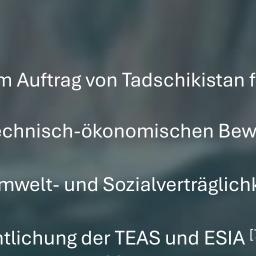 m Auftrag von Tadschikistan f
echnisch-ökonomischen Bew
mwelt- und Sozialverträglichk
ntlichung der TEAS und ESIA [